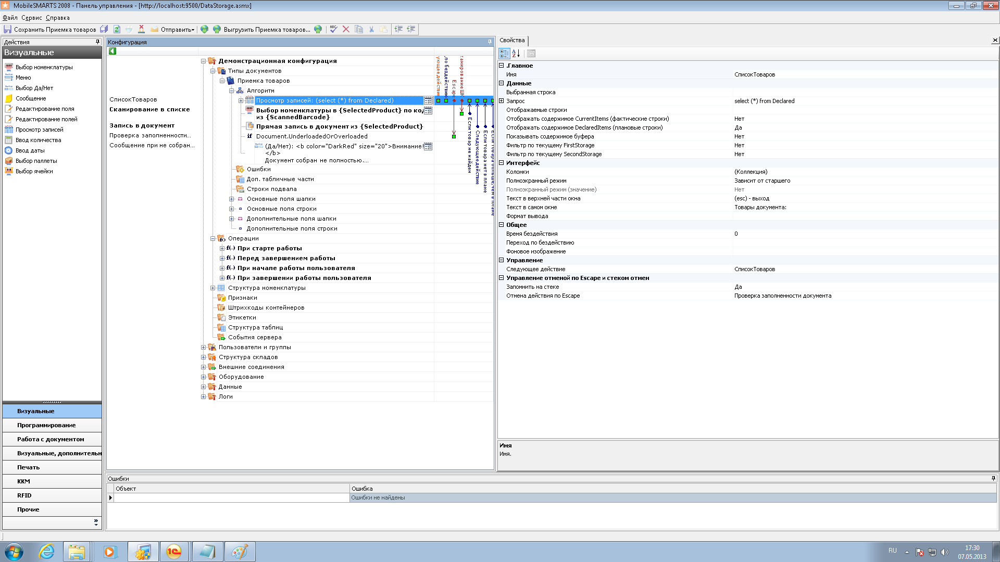 MobileSMARTS 2008 - Панель управления - [http://localhost:9500/DataStorage.asmx]
Файл Сервис Справка
Сохранить Приемка товаров Отправить Выгрузить Приемка товаров...
Действия
Визуальные
Выбор номенклатуры
Меню
Выбор Да/Нет
Сообщение
Редактирование поля
Редактирование полей
Просмотр записей
Ввод количества
Ввод даты
Выбор паллеты
Выбор ячейки
Визуальные
Программирование
Работа с документом
Визуальные, дополнительн
Печать
ККМ
RFID
Прочие
Конфигурация
Демонстрационная конфигурация
Типы документов
Приемка товаров
Алгоритм
СписокТоваров
Просмотр записей: (select (*) from Declared)
Сканирование в списке
Выбор номенклатуры в {SelectedProduct} по ко
из {ScannedBarcode}
Запись в документ
Прямая запись в документ из {SelectedProduct}
Проверка заполненности...
if Document.UnderloadedOrOverloaded
Сообщение при не собран...
(Да/Нет): <b color="DarkRed" size="20">Внимание!
</b>
Документ собран не полностью....
Ошибки
Доп. табличные части
Строки подвала
Основные поля шапки
Основные поля строки
Дополнительные поля шапки
Дополнительные поля строки
Операции
f(..) При старте работы
f(..) Перед завершением работы
f(..) При начале работы пользователя
f(..) При завершении работы пользователя
Структура номенклатуры
Признаки
Штрихкоды контейнеров
Этикетки
Структура таблиц
События сервера
Пользователи и группы
Структура складов
Внешние соединения
Оборудование
Данные
Логи
ующее действие
по бездействию
Escape
канирование ШК
Если товар не найден
Следующее действие
Если товара нет в плане
Если товара больше, чем в плане
Свойства
.Главное
Имя СписокТоваров
Данные
Выбранная строка
Запрос select (*) from Declared
Отображаемые строки
Отображать содержимое CurrentItems (фактические строки) Нет
Отображать содержимое DeclaredItems (плановые строки) Да
Показывать содержимое буфера Нет
Фильтр по текущему FirstStorage Нет
Фильтр по текущему SecondStorage Нет
Интерфейс
Колонки (Коллекция)
Полноэкранный режим Зависит от старшего
Полноэкранный режим (значение) Нет
Текст в верхней части окна (esc) - выход
Текст в самом окне Товары документа:
Формат вывода
Общее
Время бездействия 0
Переход по бездействию
Фоновое изображение
Управление
Следующее действие СписокТоваров
Управление отменой по Escape и стеком отмен
Запомнить на стеке Да
Отмена действия по Escape Проверка заполненности документа
Имя
Имя.
Ошибки
Объект Ошибка
Ошибки не найдены
RU
17:30
07.05.2013